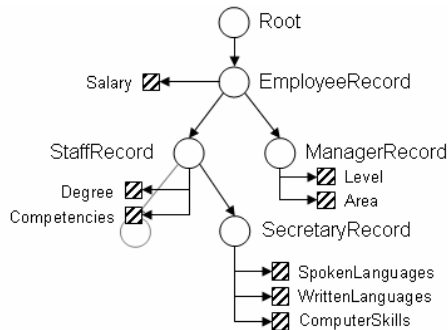 Root
Salary
EmployeeRecord
StaffRecord
ManagerRecord
Degree
Level
Competencies
Area
SecretaryRecord
SpokenLanguages
WrittenLanguages
ComputerSkills